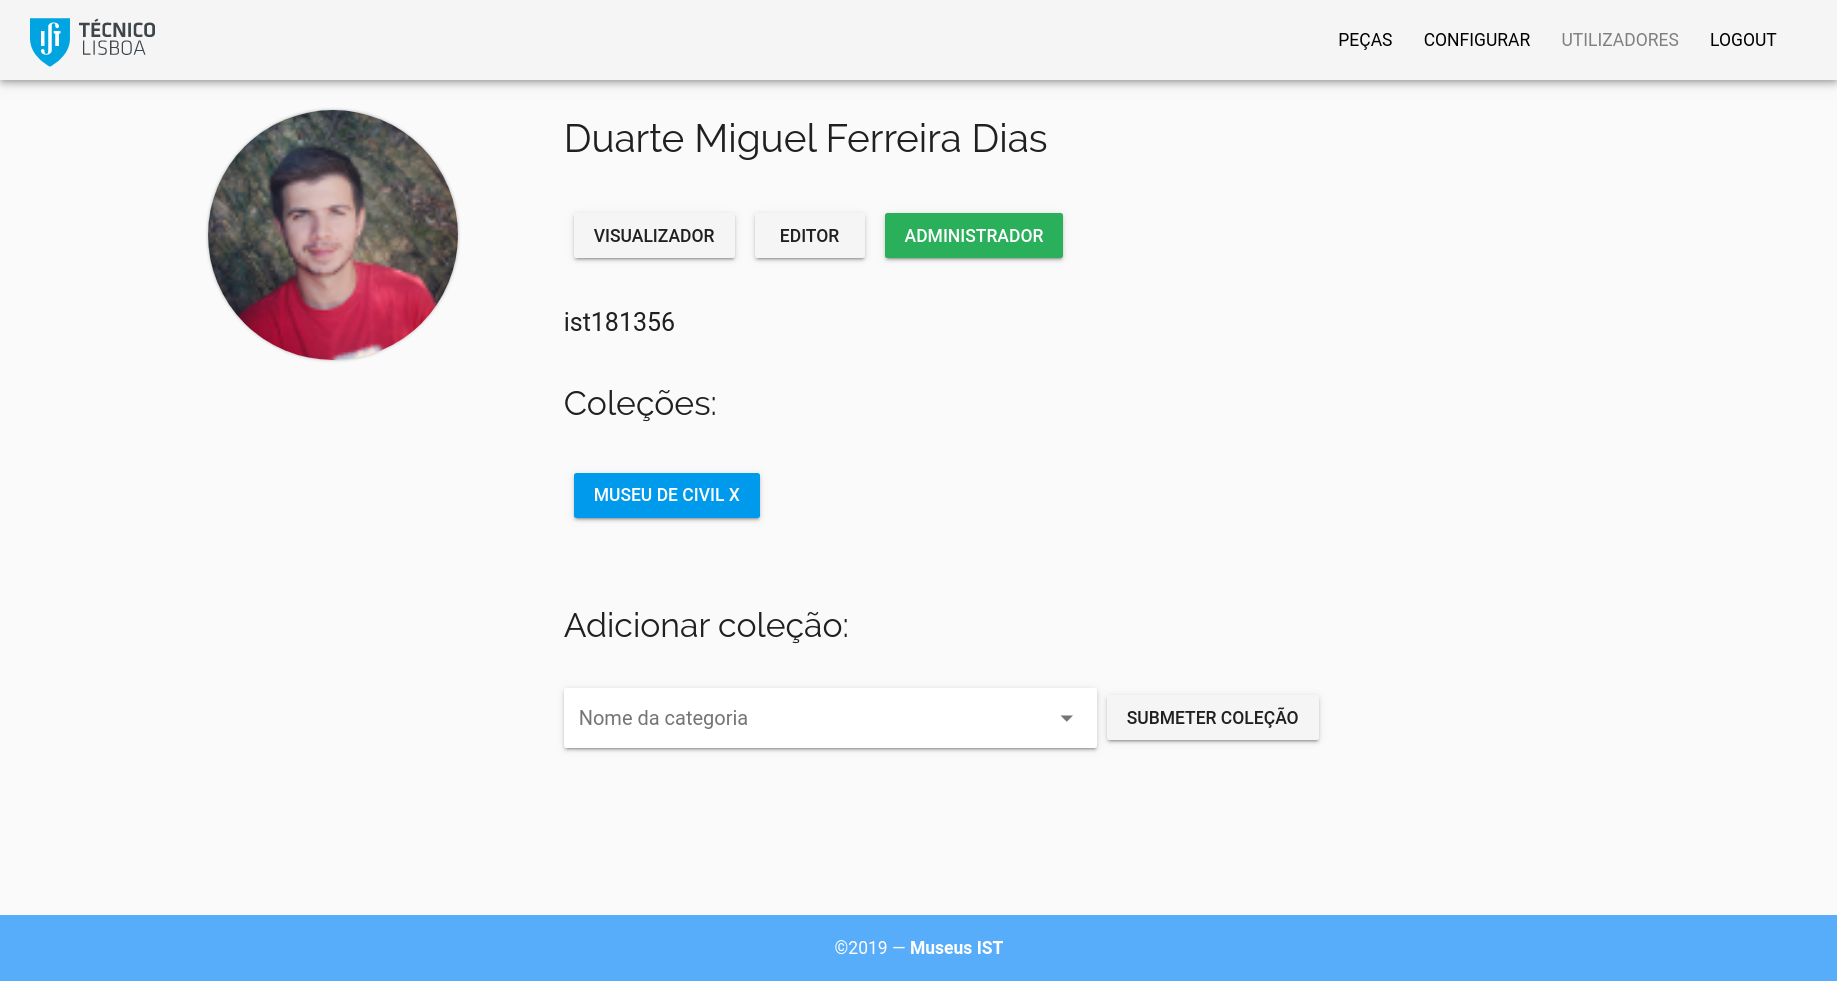 TÉCNICO
LISBOA
PEÇAS CONFIGURAR UTILIZADORES LOGOUT
Duarte Miguel Ferreira Dias
VISUALIZADOR EDITOR ADMINISTRADOR
ist181356
Coleções:
MUSEU DE CIVIL X
Adicionar coleção:
Nome da categoria SUBMETER COLEÇÃO
©2019 — Museus IST